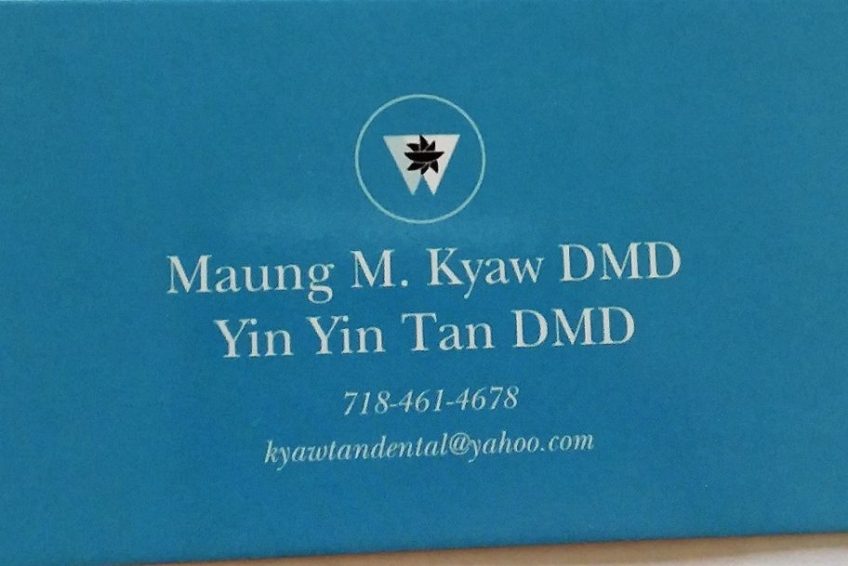 Maung M. Kyaw DMD
Yin Yin Tan DMD
718-461-4678
kyawtandental@yahoo.com